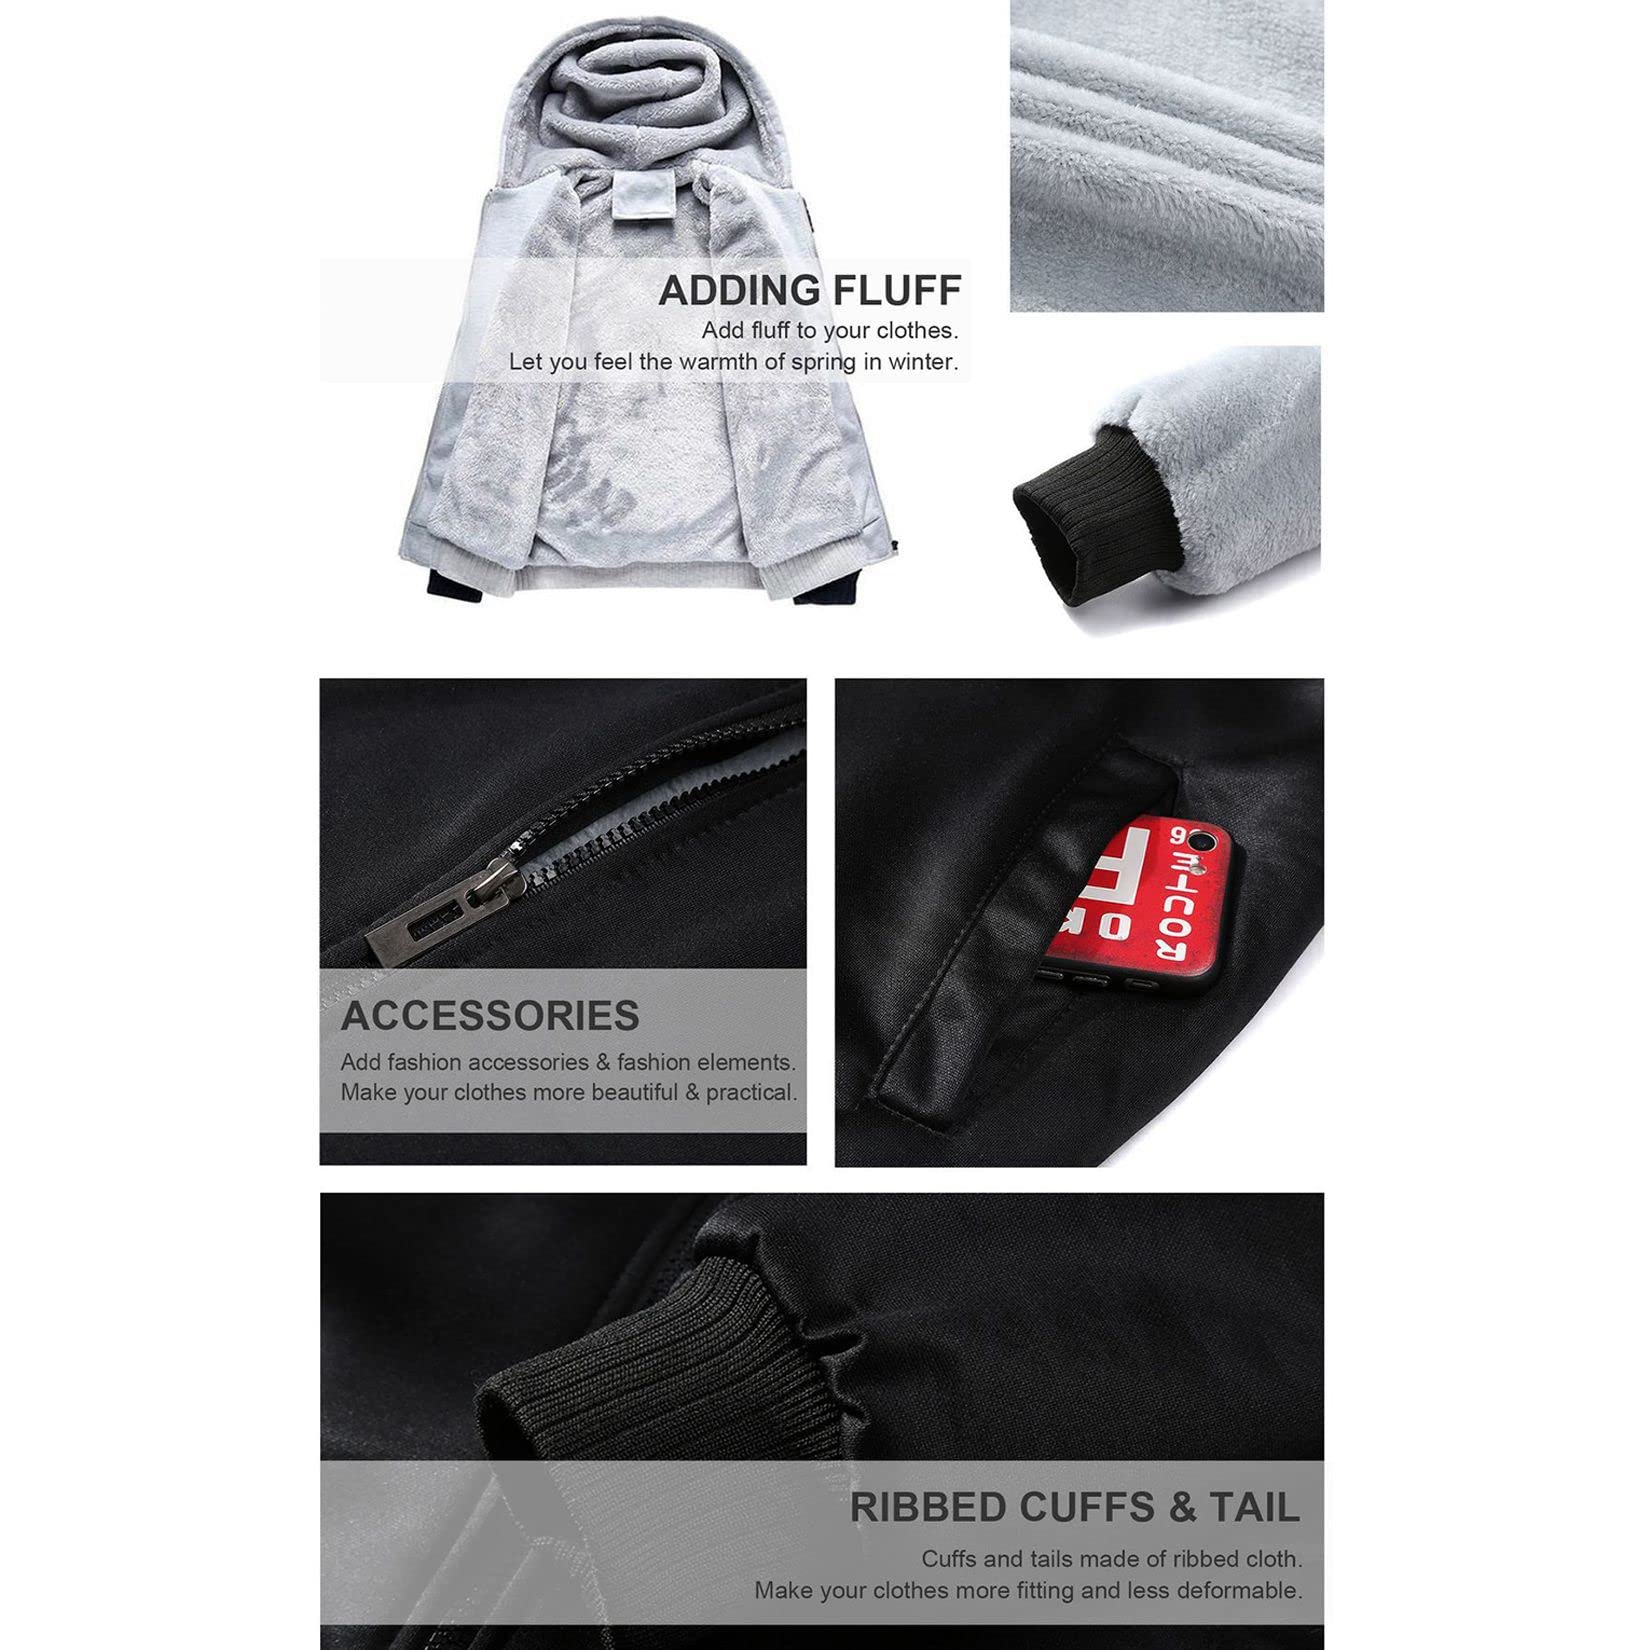 ADDING FLUFF
Add fluff to your clothes.
Let you feel the warmth of spring in winter.
ACCESSORIES
Add fashion accessories & fashion elements.
Make your clothes more beautiful & practical.
RIBBED CUFFS & TAIL
Cuffs and tails made of ribbed cloth.
Make your clothes more fitting and less deformable.